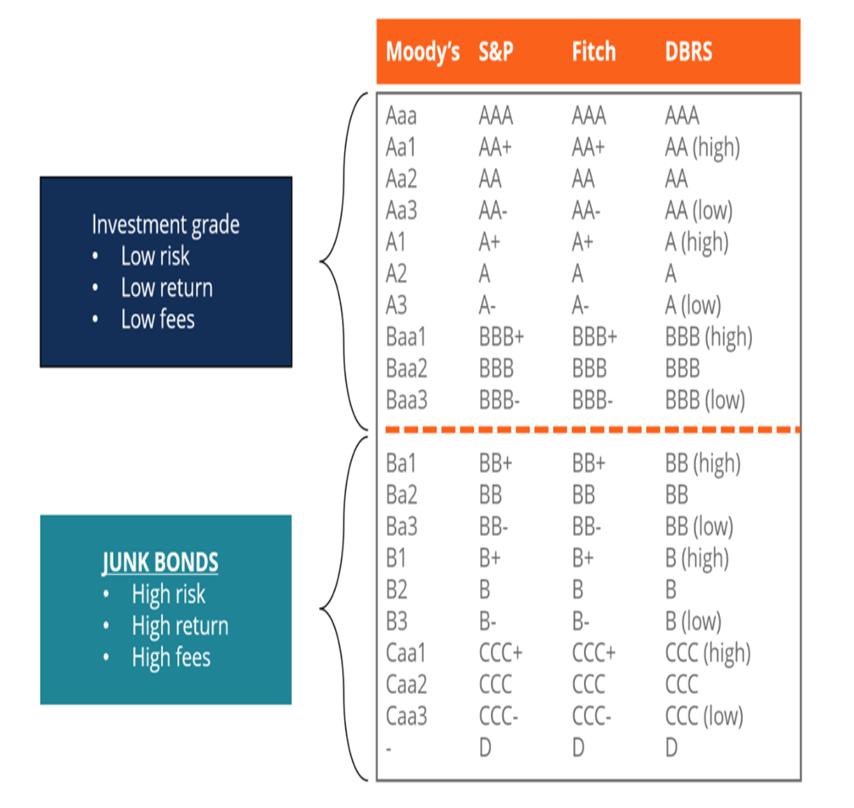 Moody's S&P Fitch DBRS
Investment grade
• Low risk
• Low return
• Low fees
Aaa AAA AAA AAA
Aa1 AA+ AA+ AA (high)
Aa2 AA AA AA
Aa3 AA- AA- AA (low)
A1 A+ A+ A (high)
A2 A A A
A3 A- A- A (low)
Baa1 BBB+ BBB+ BBB (high)
Baa2 BBB BBB BBB
Baa3 BBB- BBB- BBB (low)
JUNK BONDS
• High risk
• High return
• High fees
Ba1 BB+ BB+ BB (high)
Ba2 BB BB BB
Ba3 BB- BB- BB (low)
B1 B+ B+ B (high)
B2 B B B
B3 B- B- B (low)
Caa1 CCC+ CCC+ CCC (high)
Caa2 CCC CCC CCC
Caa3 CCC- CCC- CCC (low)
- D D D